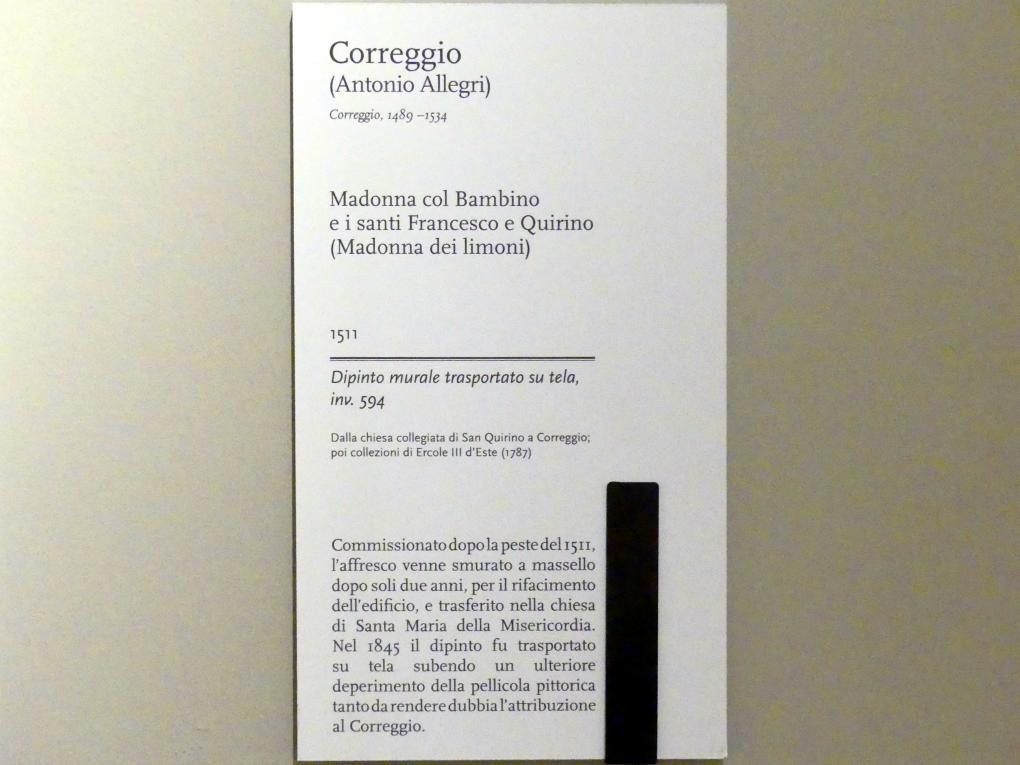 Correggio
(Antonio Allegri)
Correggio, 1489 –1534
Madonna col Bambino
e i santi Francesco e Quirino
(Madonna dei limoni)
1511
Dipinto murale trasportato su tela,
inv. 594
Dalla chiesa collegiata di San Quirino a Correggio;
poi collezioni di Ercole III d'Este (1787)
Commissionato dopo la peste del 1511,
l'affresco venne smurato a massello
dopo soli due anni, per il rifacimento
dell'edificio, e trasferito nella chiesa
di Santa Maria della Misericordia.
Nel 1845 il dipinto fu trasportato
su tela subendo un ulteriore
deperimento della pellicola pittorica
tanto da rendere dubbia l'attribuzione
al Correggio.